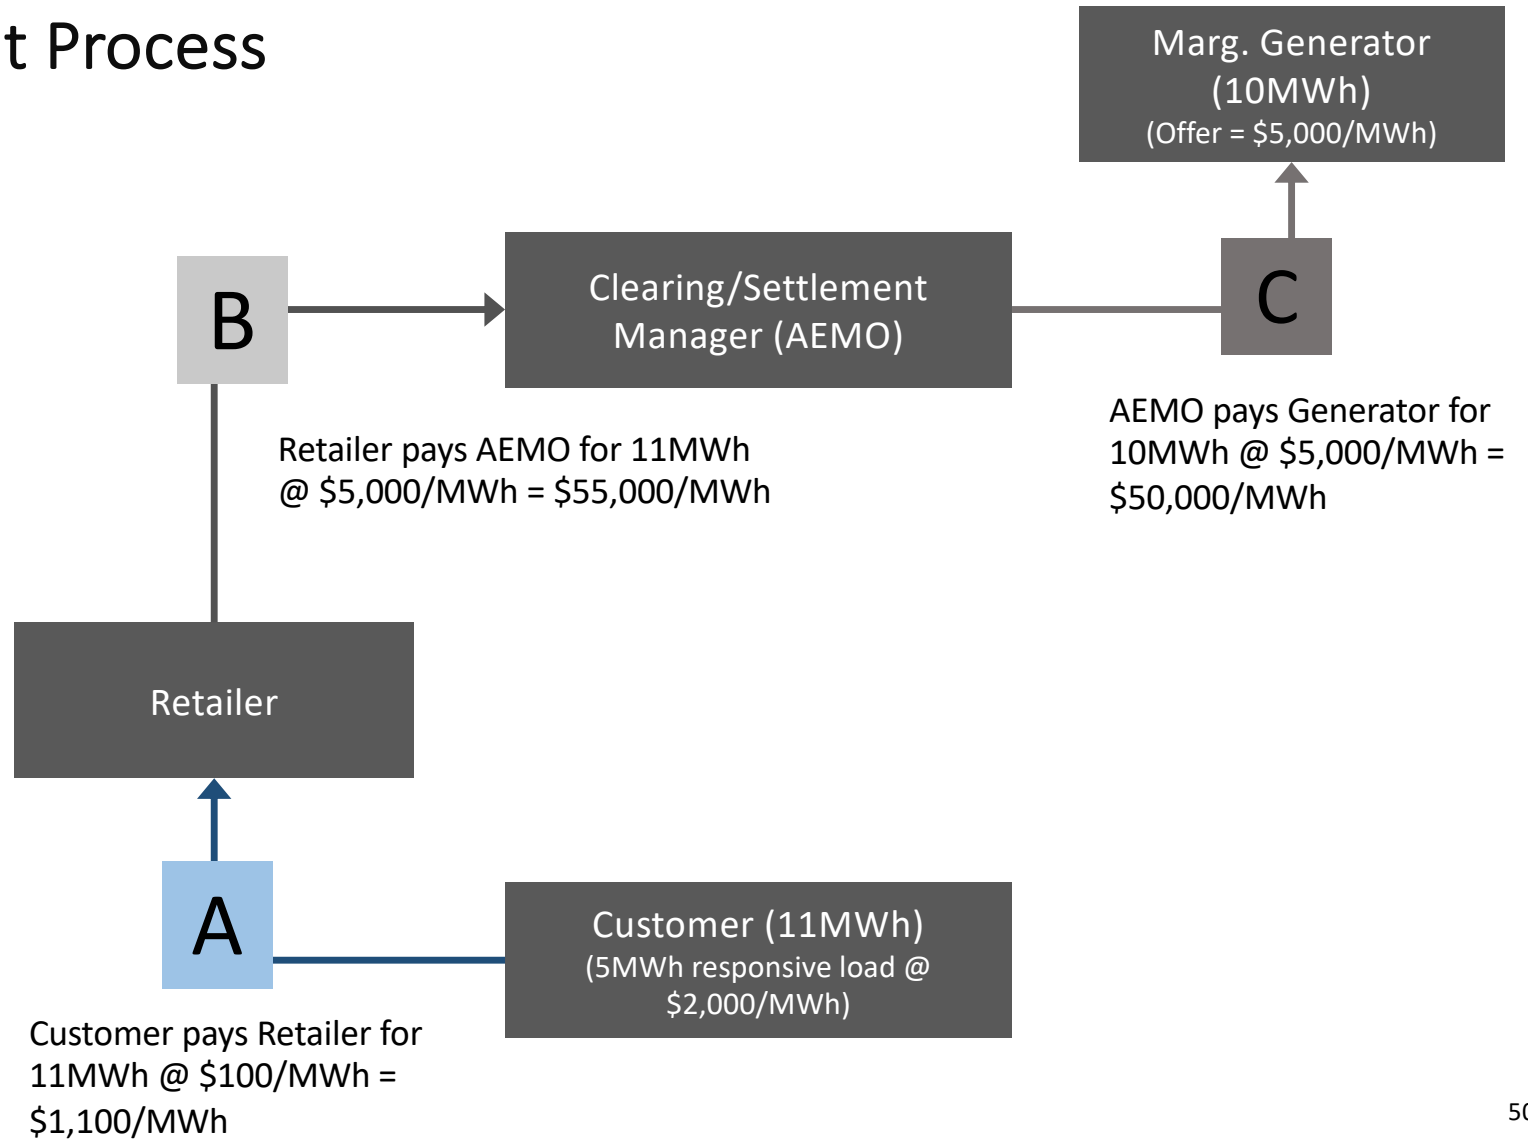 t Process
Marg. Generator
(10MWh)
(Offer = $5,000/MWh)
B
Clearing/Settlement
Manager (AEMO)
C
Retailer pays AEMO for 11MWh
@ $5,000/MWh = $55,000/MWh
AEMO pays Generator for
10MWh @ $5,000/MWh =
$50,000/MWh
Retailer
A
Customer (11MWh)
(5MWh responsive load @
$2,000/MWh)
Customer pays Retailer for
11MWh @ $100/MWh =
$1,100/MWh
50